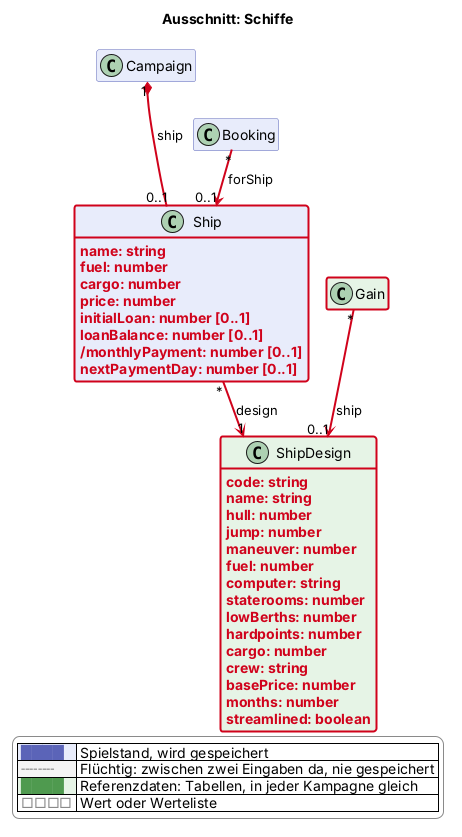 Ausschnitt: Schiffe
C Campaign
1
ship
C Booking
*
forShip
0..1
0..1
C Ship
name: string
fuel: number
cargo: number
price: number
initialLoan: number [0..1]
loanBalance: number [0..1]
/monthlyPayment: number [0..1]
nextPaymentDay: number [0..1]
C Gain
*
*
design
ship
1
0..1
C ShipDesign
code: string
name: string
hull: number
jump: number
maneuver: number
fuel: number
computer: string
staterooms: number
lowBerths: number
hardpoints: number
cargo: number
crew: string
basePrice: number
months: number
streamlined: boolean
Spielstand, wird gespeichert
Flüchtig: zwischen zwei Eingaben da, nie gespeichert
Referenzdaten: Tabellen, in jeder Kampagne gleich
Wert oder Werteliste